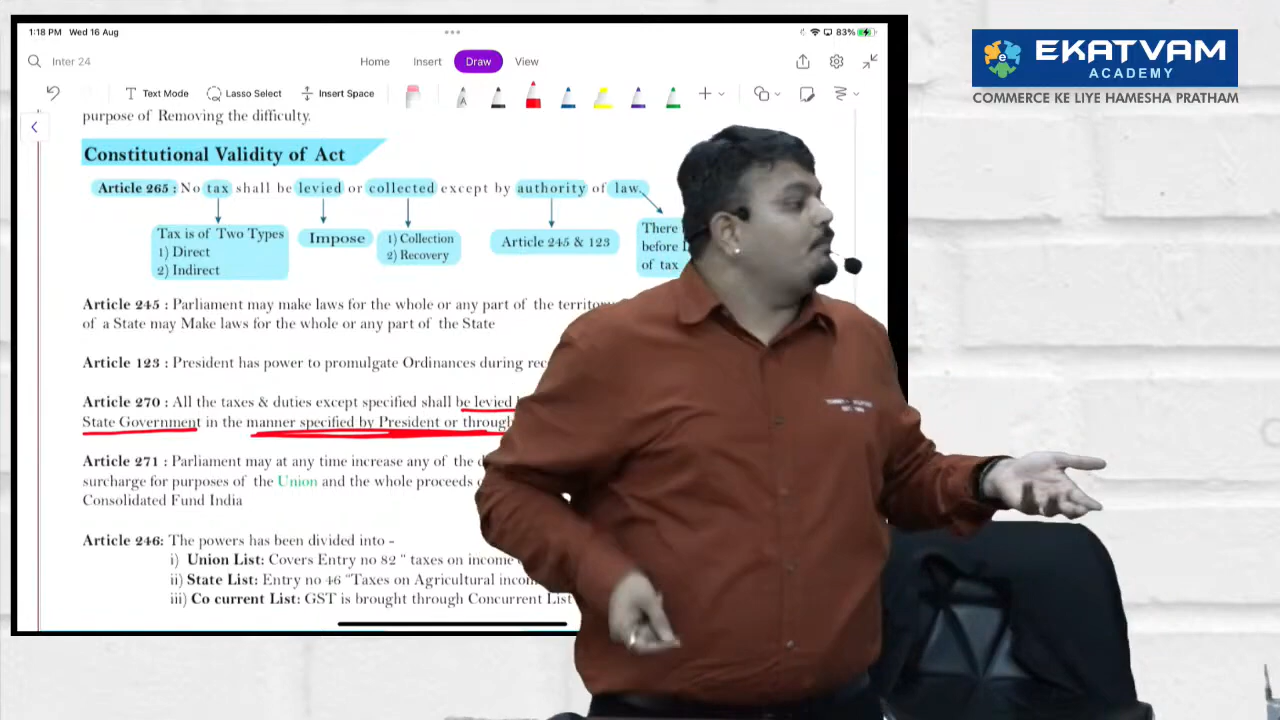 1:18 PM Wed 16 Aug
83%
EKATVAM
ACADEMY
COMMERCE KE LIYE HAMESHA PRATHAM
Inter 24
Home Insert Draw View
Text Mode Lasso Select Insert Space
purpose of Removing the difficulty.
Constitutional Validity of Act
Article 265 : No tax shall be levied or collected except by authority of law.
Tax is of Two Types
1) Direct
2) Indirect
Impose
1) Collection
2) Recovery
Article 245 & 123
There
before
of tax
Article 245 : Parliament may make laws for the whole or any part of the
of a State may Make laws for the whole or any part of the State
Article 123 : President has power to promulgate Ordinances during
Article 270 : All the taxes & duties except specified shall be levied
State Government in the manner specified by President or
Article 271 : Parliament may at any time increase any of the
surcharge for purposes of the Union and the whole proceeds
Consolidated Fund India
Article 246: The powers has been divided into -
i) Union List: Covers Entry no 82 " taxes on income
ii) State List: Entry no 46 "Taxes on Agricultural
iii) Co current List: GST is brought through Concurrent List